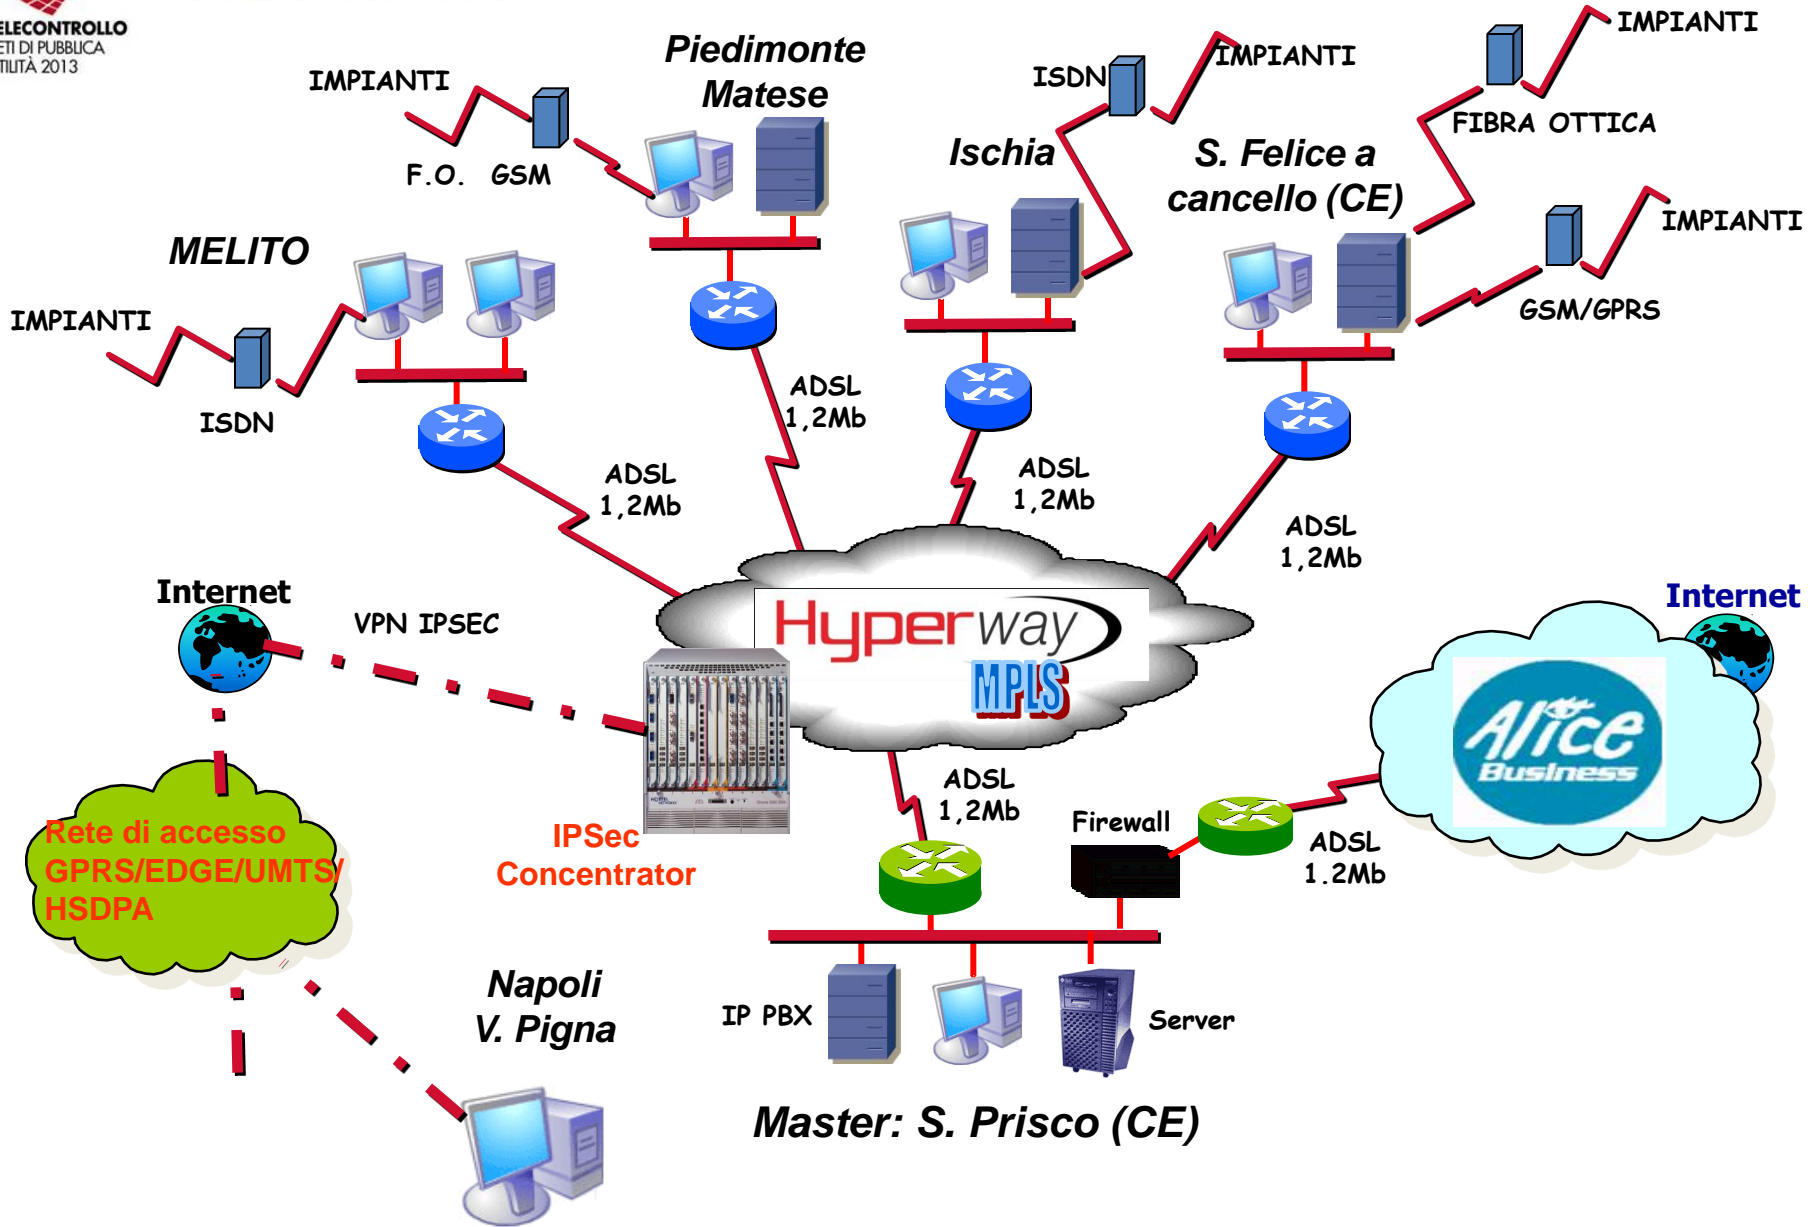 TELECONTROLLO
RETI DI PUBBLICA
UTILITÀ 2013
IMPIANTI
F.O. GSM
Piedimonte
Matese
ISDN
IMPIANTI
Ischia
IMPIANTI
FIBRA OTTICA
S. Felice a
cancello (CE)
IMPIANTI
GSM/GPRS
MELITO
IMPIANTI
ISDN
ADSL
1,2Mb
ADSL
1,2Mb
ADSL
1,2Mb
ADSL
1,2Mb
Internet
VPN IPSEC
Hyperway
MPLS
Internet
Alice
Business
Rete di accesso
GPRS/EDGE/UMTS/
HSDPA
IPSec
Concentrator
ADSL
1,2Mb
Firewall
ADSL
1.2Mb
Napoli
V. Pigna
IP PBX
Server
Master: S. Prisco (CE)